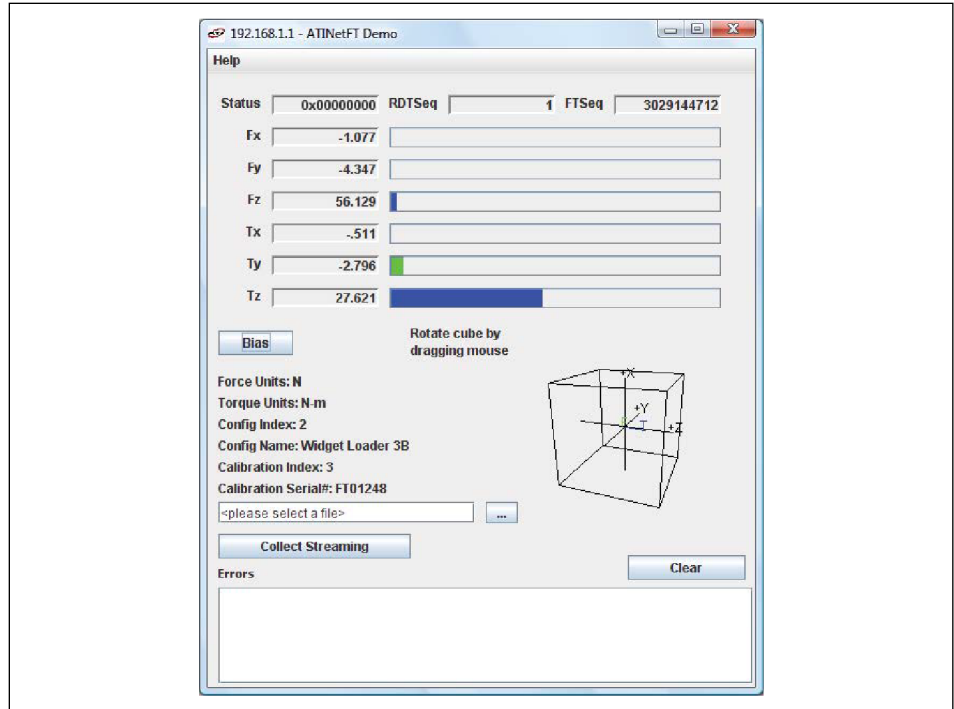 192.168.1.1 - ATINetFT Demo
Help
Status 0x00000000 RDTSeq 1 FTSeq 3029144712
Fx -1.077
Fy -4.347
Fz 56.129
Tx -.511
Ty -2.796
Tz 27.621
Bias
Rotate cube by
dragging mouse
Force Units: N
Torque Units: N-m
Config Index: 2
Config Name: Widget Loader 3B
Calibration Index: 3
Calibration Serial#: FT01248
+X
+Y
+Z
<please select a file>
...
Collect Streaming
Clear
Errors